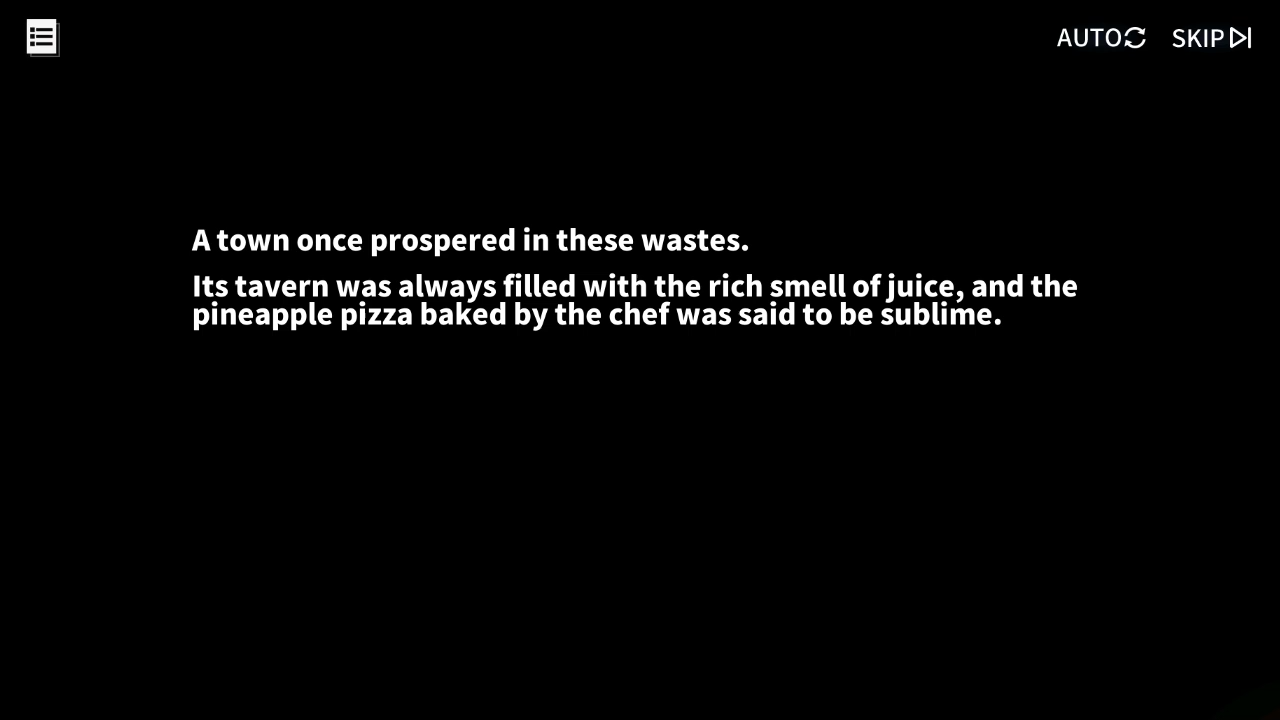 AUTO SKIP
A town once prospered in these wastes.
Its tavern was always filled with the rich smell of juice, and the
pineapple pizza baked by the chef was said to be sublime.